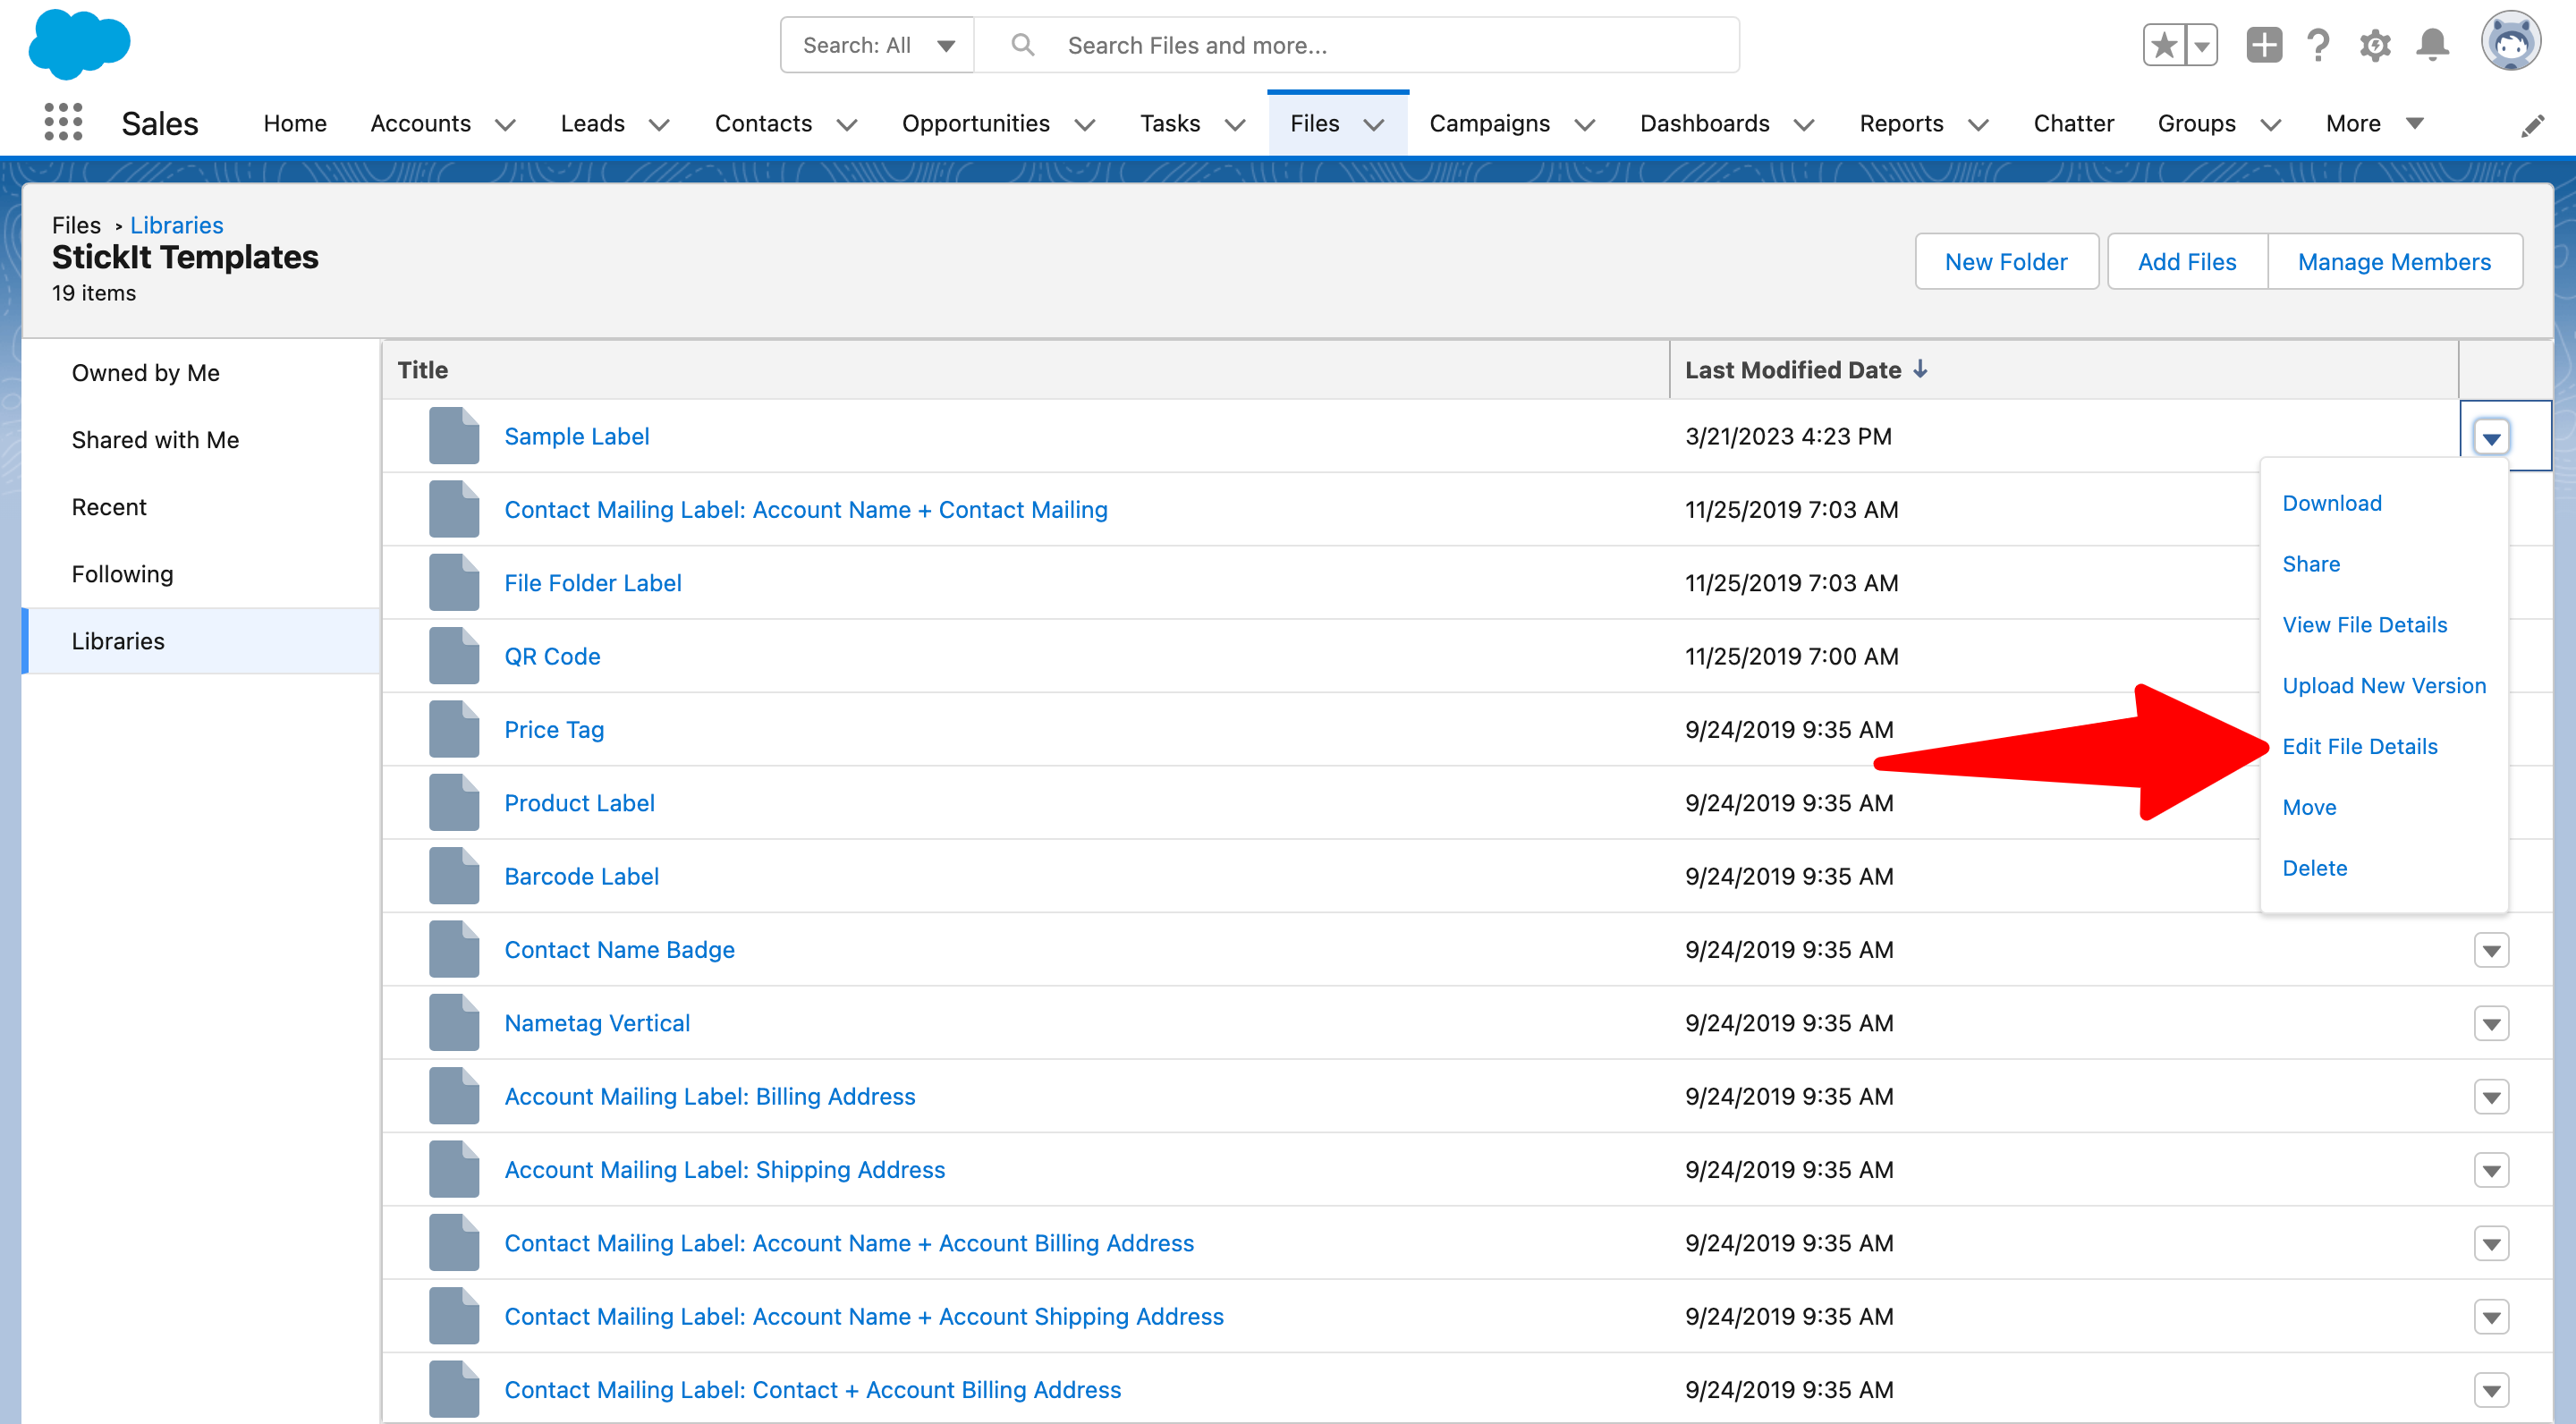 Search: All
Search Files and more...
Sales
Home
Accounts
Leads
Contacts
Opportunities
Tasks
Files
Campaigns
Dashboards
Reports
Chatter
Groups
More
Files > Libraries
StickIt Templates
19 items
New Folder
Add Files
Manage Members
Owned by Me
Shared with Me
Recent
Following
Libraries
Title
Last Modified Date
Sample Label
3/21/2023 4:23 PM
Contact Mailing Label: Account Name + Contact Mailing
11/25/2019 7:03 AM
File Folder Label
11/25/2019 7:03 AM
QR Code
11/25/2019 7:00 AM
Price Tag
9/24/2019 9:35 AM
Product Label
9/24/2019 9:35 AM
Barcode Label
9/24/2019 9:35 AM
Contact Name Badge
9/24/2019 9:35 AM
Nametag Vertical
9/24/2019 9:35 AM
Account Mailing Label: Billing Address
9/24/2019 9:35 AM
Account Mailing Label: Shipping Address
9/24/2019 9:35 AM
Contact Mailing Label: Account Name + Account Billing Address
9/24/2019 9:35 AM
Contact Mailing Label: Account Name + Account Shipping Address
9/24/2019 9:35 AM
Contact Mailing Label: Contact + Account Billing Address
9/24/2019 9:35 AM
Download
Share
View File Details
Upload New Version
Edit File Details
Move
Delete